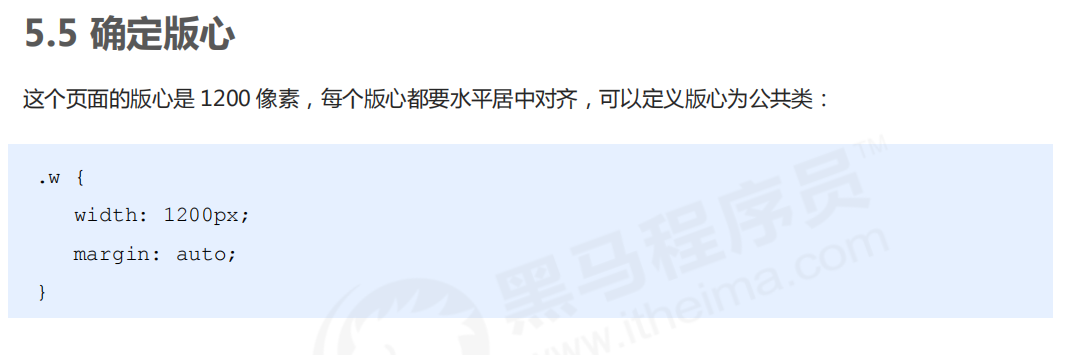 5.5 确定版心
这个页面的版心是 1200 像素，每个版心都要水平居中对齐，可以定义版心为公共类：
.w {
width: 1200px;
margin: auto;
}
黑马程序员™
www.itheima.com